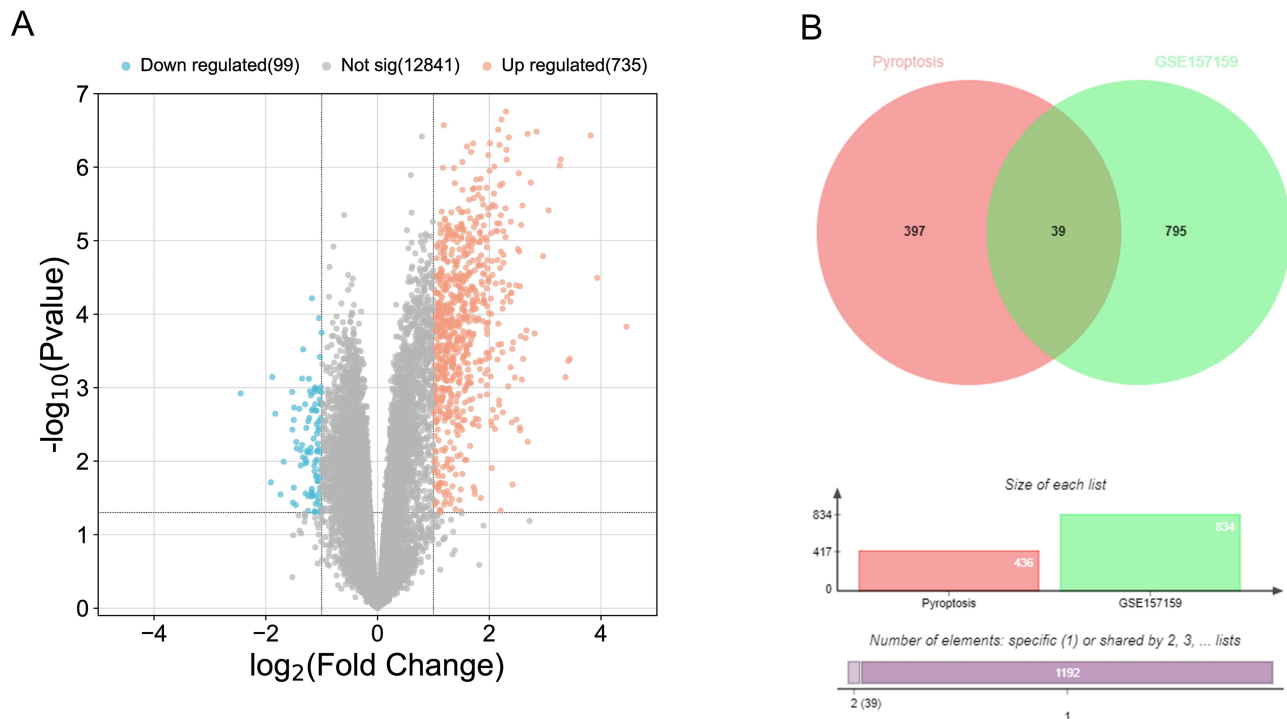 A
Down regulated(99) Not sig(12841) Up regulated(735)
7
6
5
4
3
2
1
0
-log10(Pvalue)
−4 −2 0 2 4
log2(Fold Change)
B
Pyroptosis GSE157159
397 39 795
Size of each list
834
417
0
436 834
Pyroptosis GSE157159
Number of elements: specific (1) or shared by 2, 3, ... lists
1192
2 (39)
1